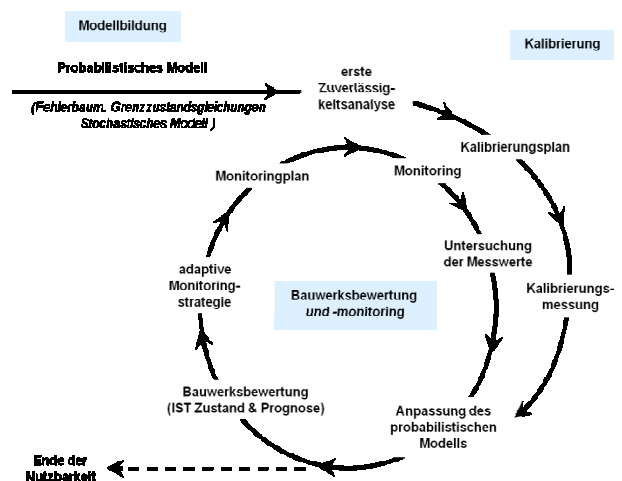 Modellbildung
Kalibrierung
Probabilistisches Modell
(Fehlerbaum. Grenzzustandsgleichungen
Stochastisches Modell )
erste
Zuverlässig-
keitsanalyse
Kalibrierungsplan
Monitoringplan
Monitoring
Untersuchung
der Messwerte
adaptive
Monitoring-
strategie
Bauwerksbewertung
und -monitoring
Kalibrierungs-
messung
Bauwerksbewertung
(IST Zustand & Prognose)
Anpassung des
probabilistischen
Modells
Ende der
Nutzbarkeit